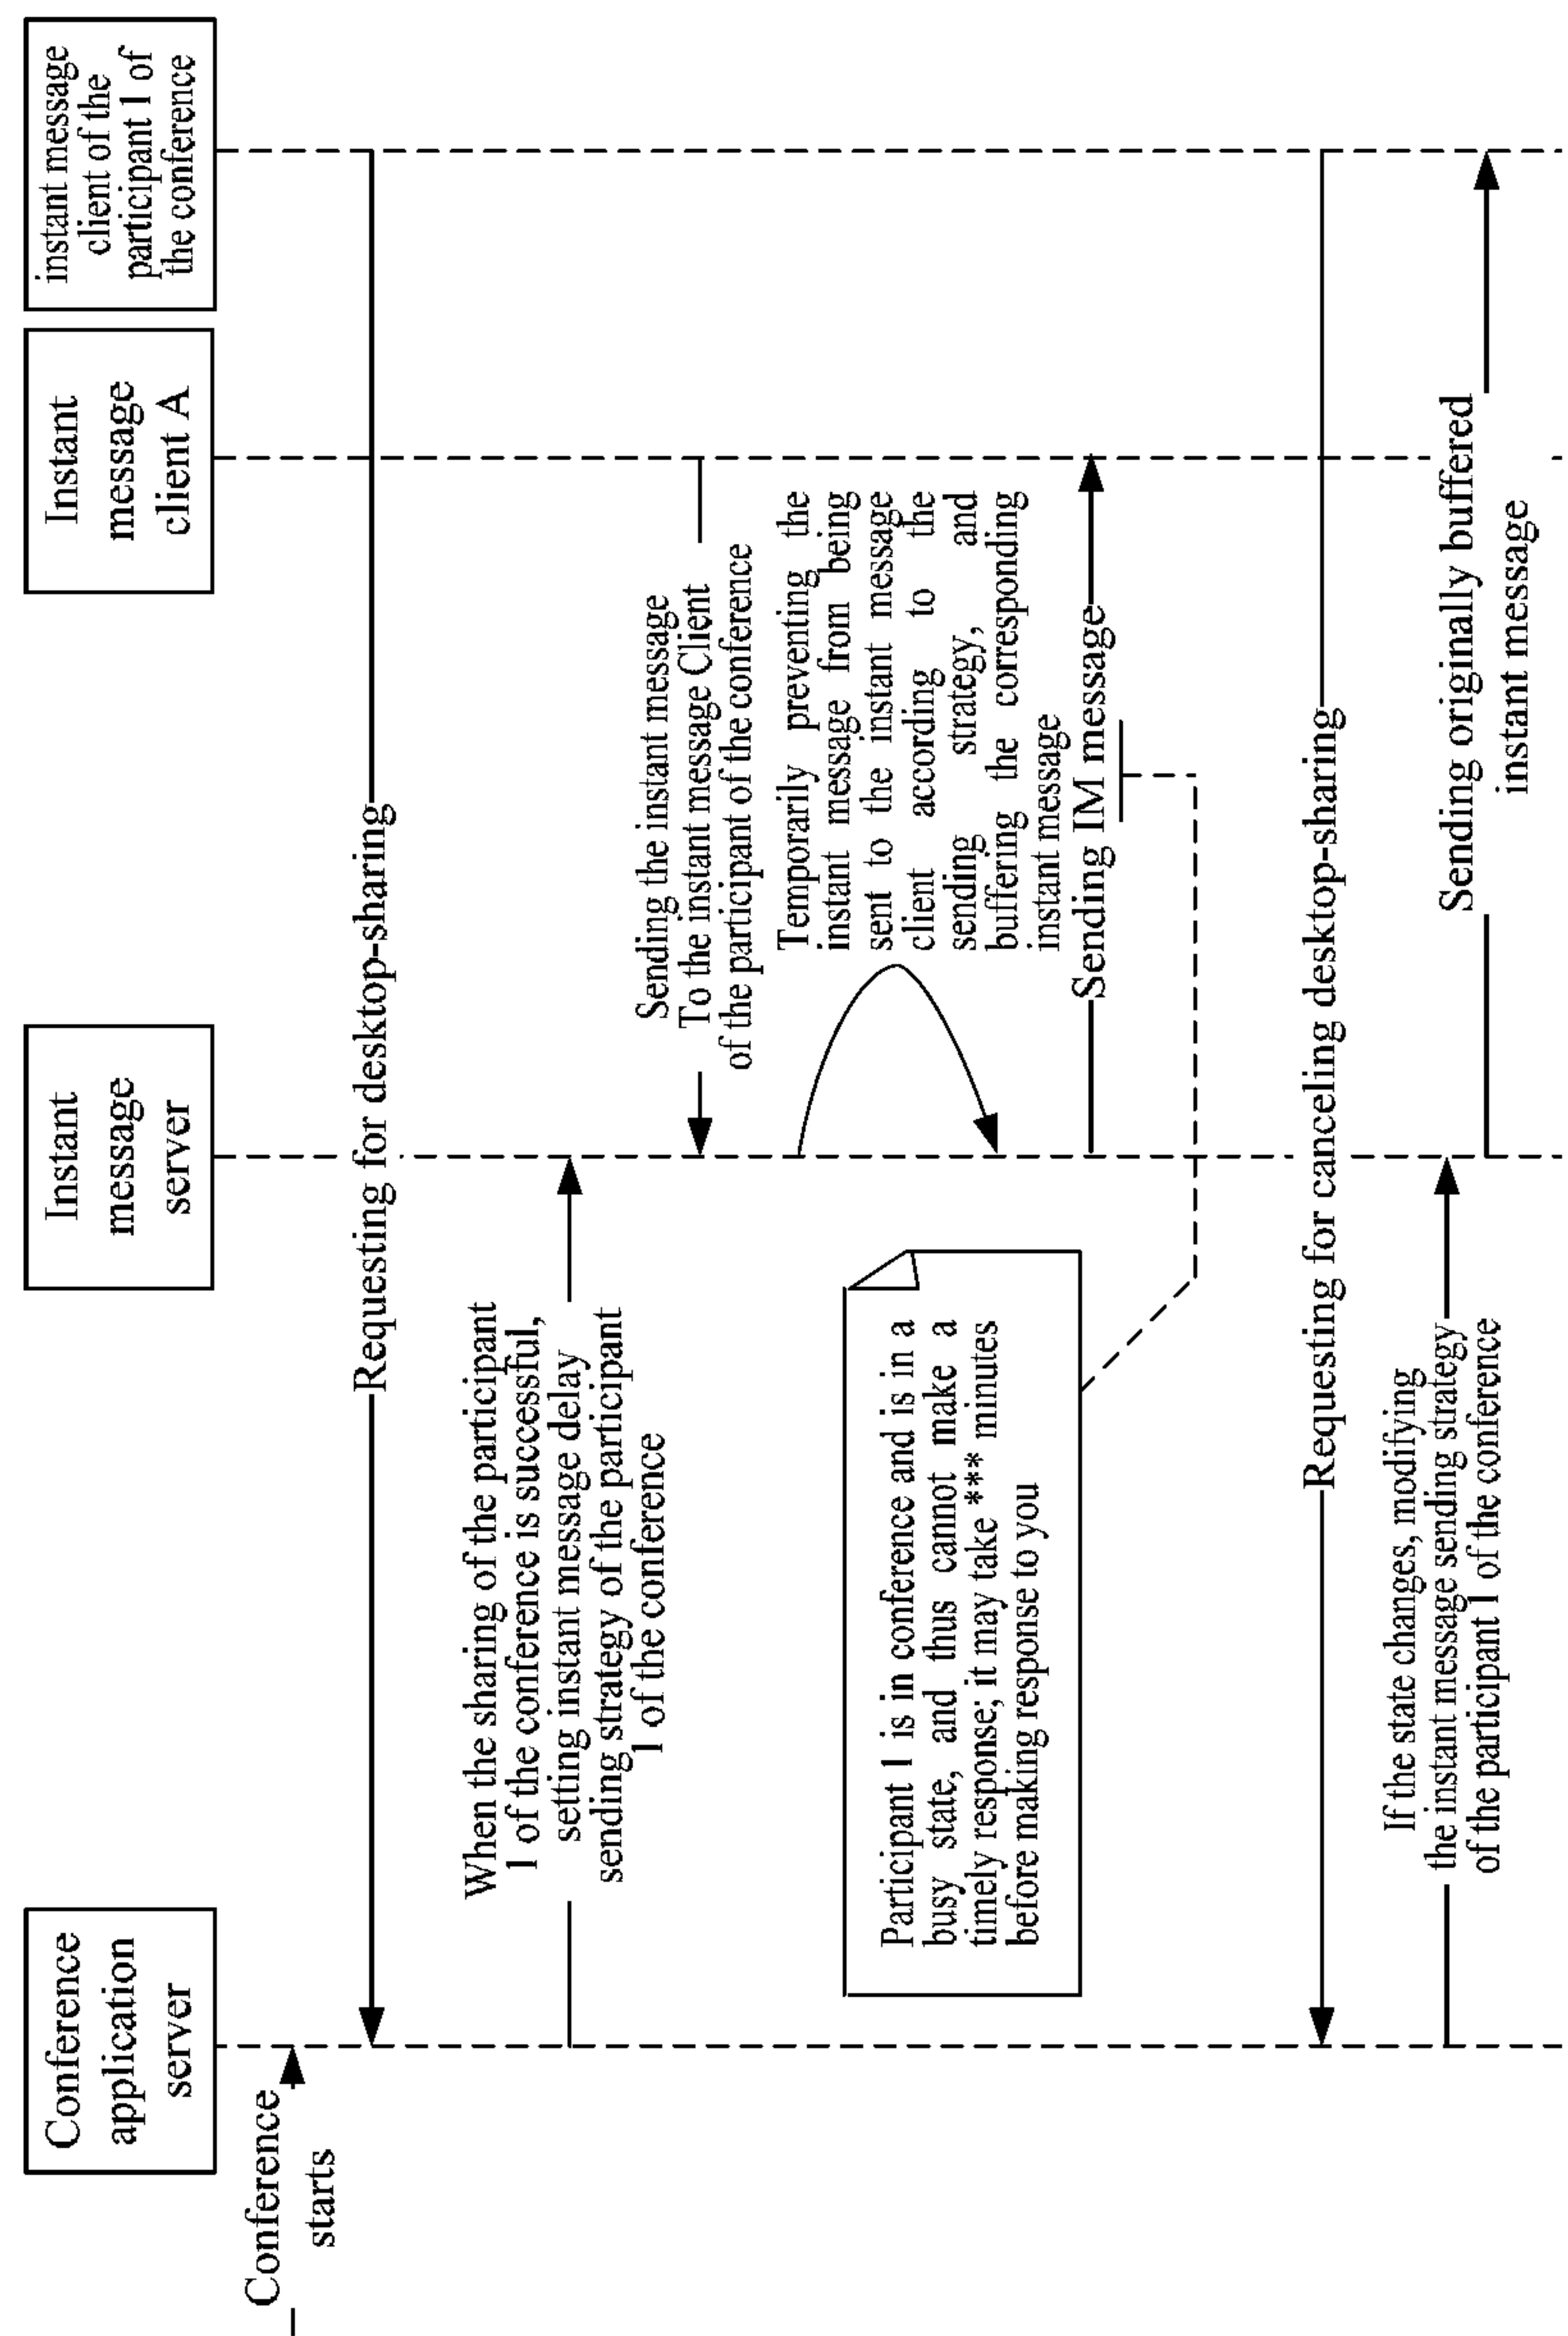 Conference
application
server
Instant
message
server
Instant
message
client A
instant message
client of the
participant 1 of
the conference
Conference
starts
Requesting for desktop-sharing
When the sharing of the participant
1 of the conference is successful,
setting instant message delay
sending strategy of the participant
1 of the conference
Sending the instant message
To the instant message Client
of the participant of the conference
Temporarily preventing the
instant message from being
sent to the instant message
client according to the
sending strategy, and
buffering the corresponding
instant message
Sending IM message
Participant 1 is in conference and is in a
busy state, and thus cannot make a
timely response; it may take *** minutes
before making response to you
Requesting for canceling desktop-sharing
If the state changes, modifying
the instant message sending strategy
of the participant 1 of the conference
Sending originally buffered
instant message